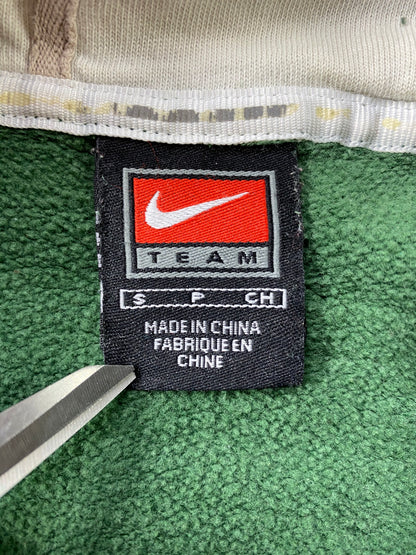 TEAM
S P CH
MADE IN CHINA
FABRIQUE EN
CHINE